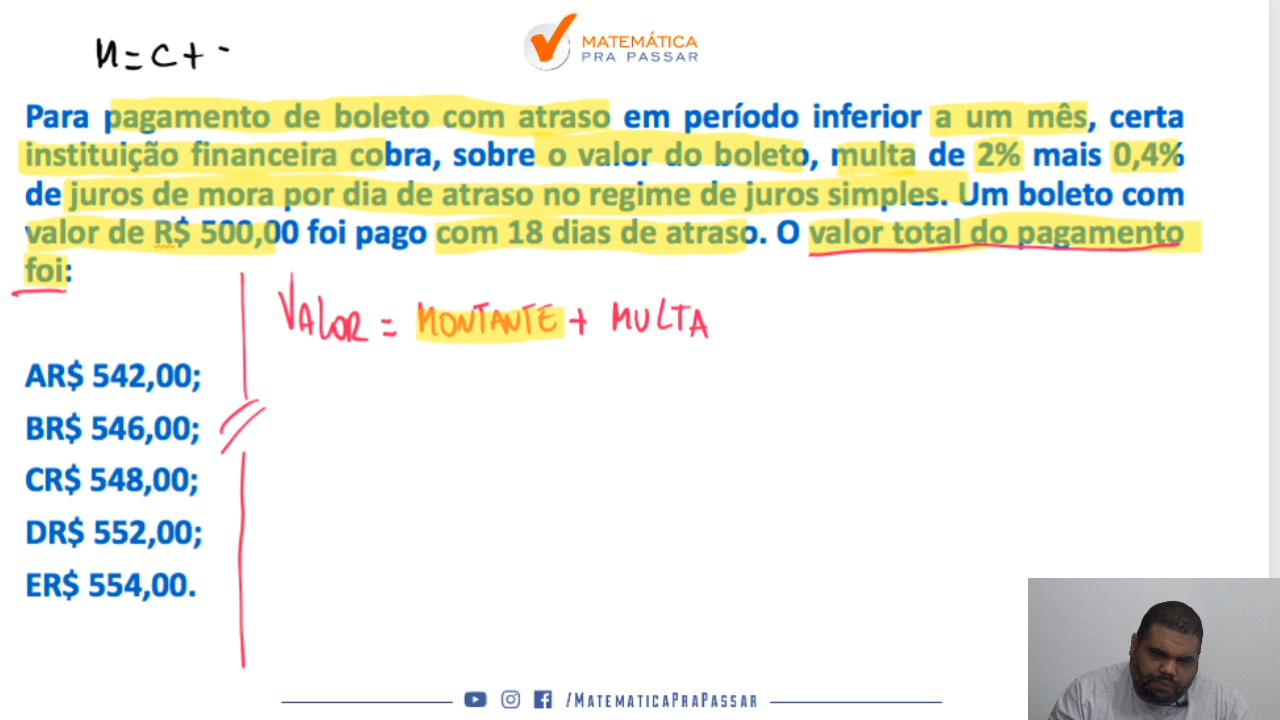 M = C +
MATEMÁTICA
PRA PASSAR
Para pagamento de boleto com atraso em período inferior a um mês, certa
instituição financeira cobra, sobre o valor do boleto, multa de 2% mais 0,4%
de juros de mora por dia de atraso no regime de juros simples. Um boleto com
valor de R$ 500,00 foi pago com 18 dias de atraso. O valor total do pagamento
foi:
VALOR = MONTANTE + MULTA
AR$ 542,00;
BR$ 546,00;
CR$ 548,00;
DR$ 552,00;
ER$ 554,00.
/MATEMATICAPRAPASSAR